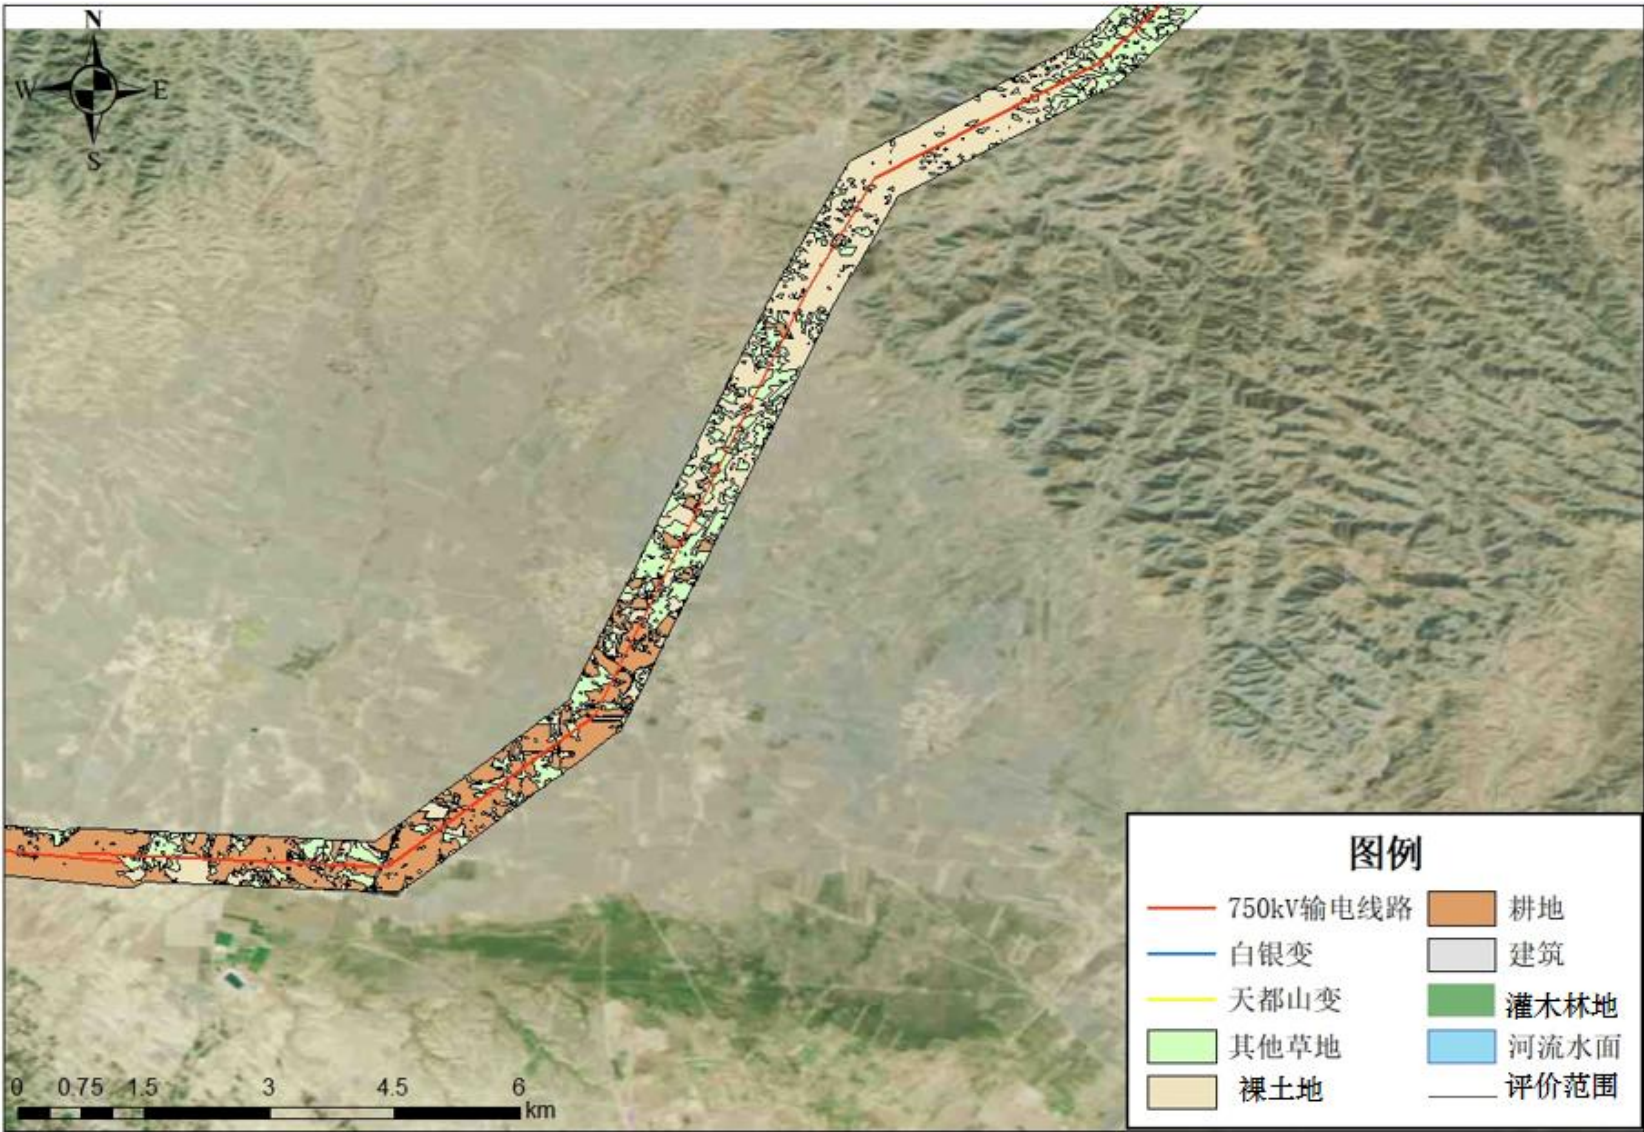 N
W E
S
图例
750kV输电线路
耕地
白银变
建筑
天都山变
灌木林地
其他草地
河流水面
裸土地
评价范围
0 0.75 1.5 3 4.5 6
km